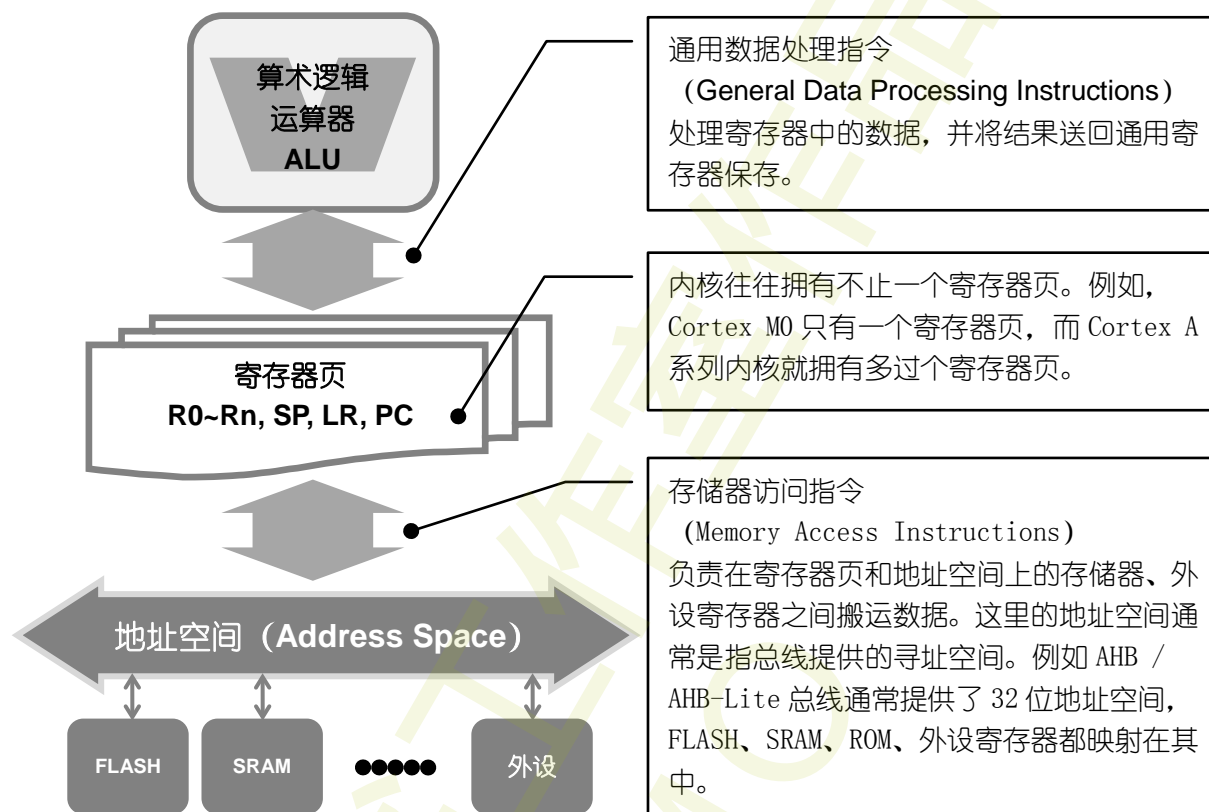 算术逻辑
运算器
ALU
通用数据处理指令
（General Data Processing Instructions）
处理寄存器中的数据，并将结果送回通用寄
存器保存。
寄存器页
R0~Rn, SP, LR, PC
内核往往拥有不止一个寄存器页。例如，
Cortex M0 只有一个寄存器页，而 Cortex A
系列内核就拥有多过个寄存器页。
存储器访问指令
（Memory Access Instructions）
负责在寄存器页和地址空间上的存储器、外
设寄存器之间搬运数据。这里的地址空间通
常是指总线提供的寻址空间。例如 AHB /
AHB-Lite 总线通常提供了 32 位地址空间，
FLASH、SRAM、ROM、外设寄存器都映射在其
中。
地址空间（Address Space）
FLASH
SRAM
外设